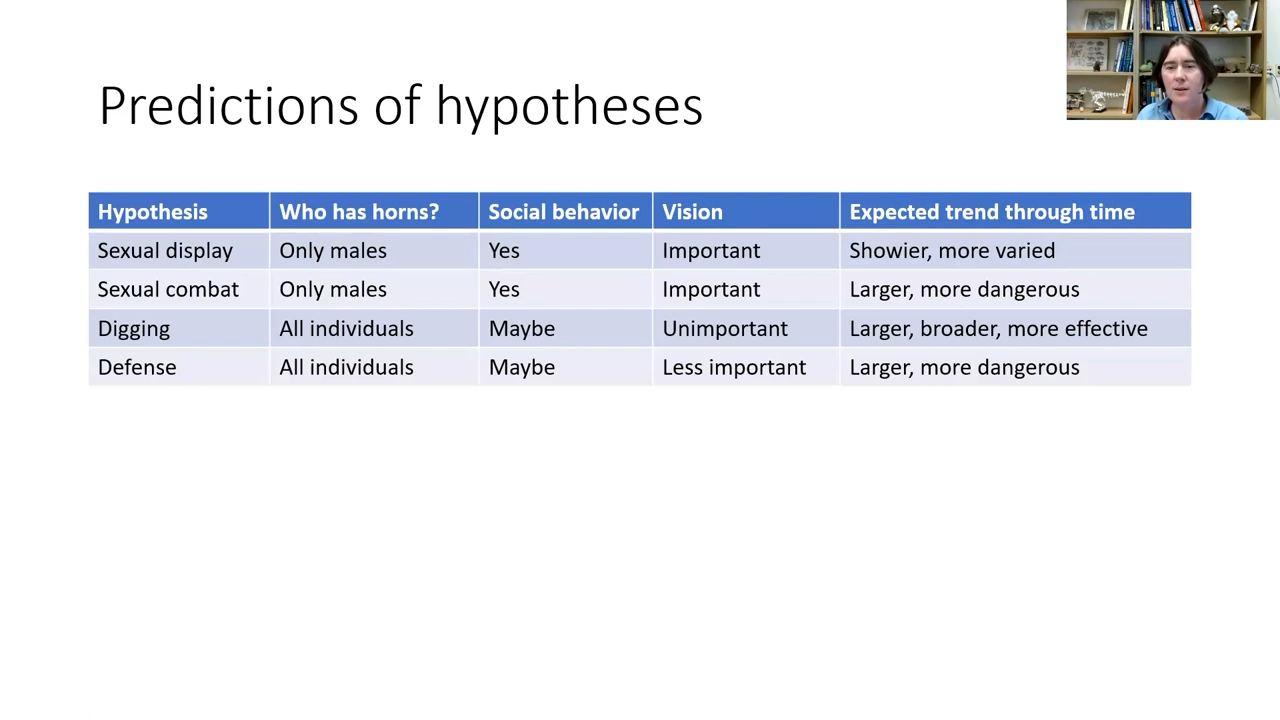 Predictions of hypotheses
Hypothesis Who has horns? Social behavior Vision Expected trend through time
Sexual display Only males Yes Important Showier, more varied
Sexual combat Only males Yes Important Larger, more dangerous
Digging All individuals Maybe Unimportant Larger, broader, more effective
Defense All individuals Maybe Less important Larger, more dangerous